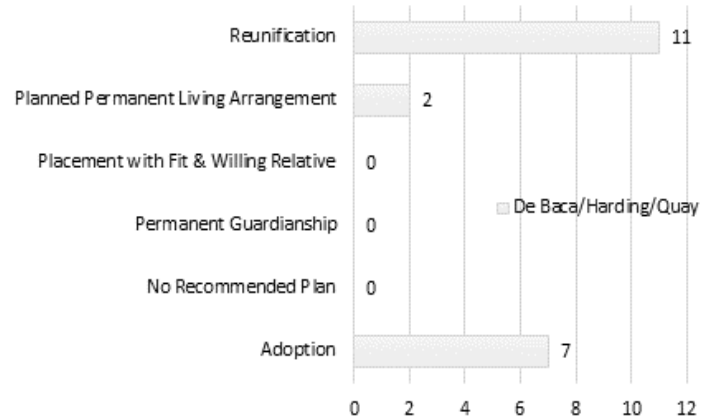 Reunification 11
Planned Permanent Living Arrangement 2
Placement with Fit & Willing Relative 0
Permanent Guardianship 0
De Baca/Harding/Quay
No Recommended Plan 0
Adoption 7
0 2 4 6 8 10 12